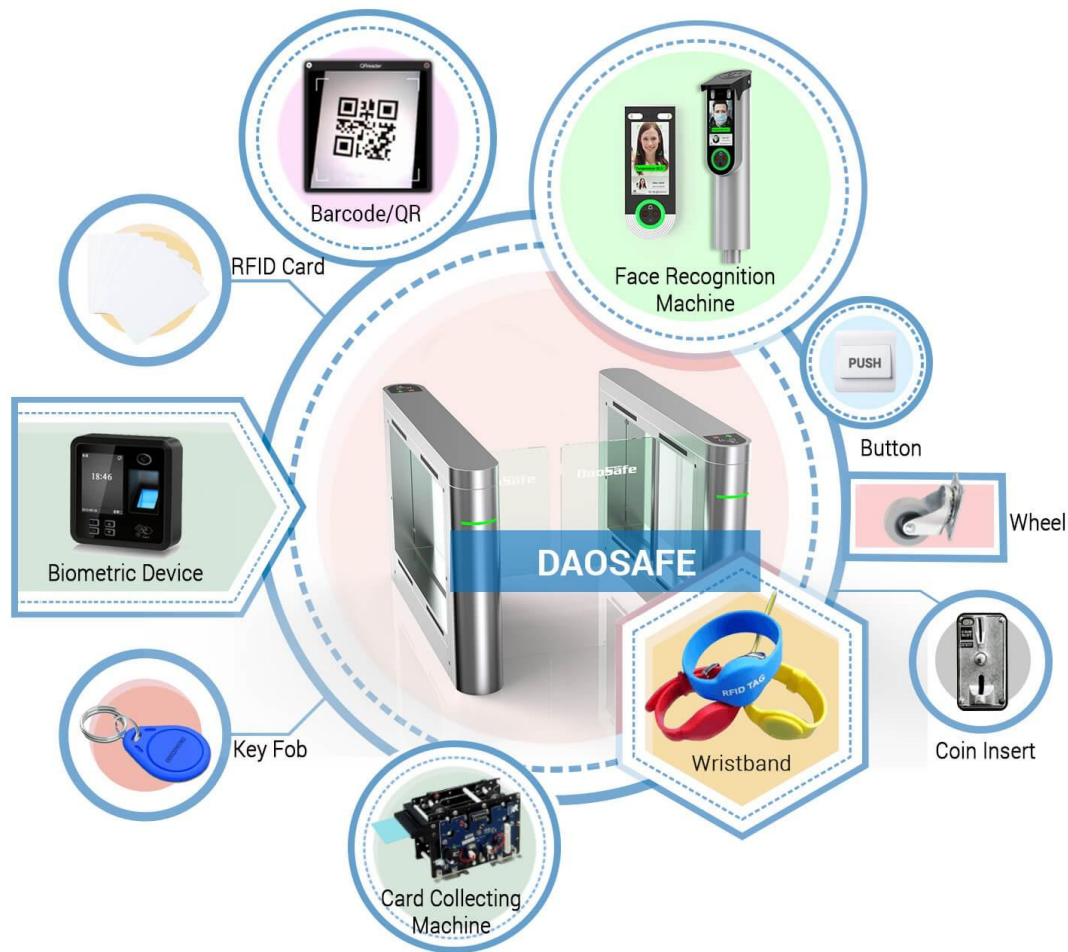 QReader
Barcode/QR
Face Recognition
Machine
RFID Card
PUSH
Button
18:46
Biometric Device
DaoSafe
DAOSAFE
Wheel
RFID TAG
Wristband
Key Fob
Coin Insert
Card Collecting
Machine